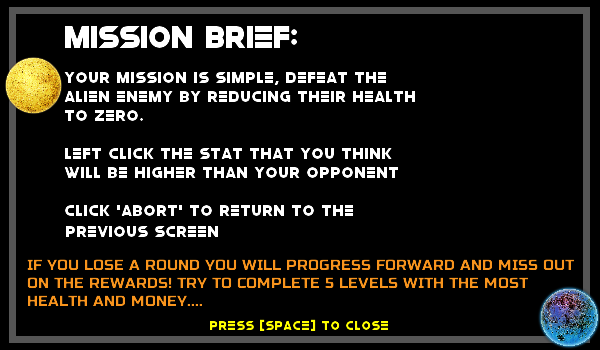 MISSION BRIEF:
YOUR MISSION IS SIMPLE, DEFEAT THE
ALIEN ENEMY BY REDUCING THEIR HEALTH
TO ZERO.
LEFT CLICK THE STAT THAT YOU THINK
WILL BE HIGHER THAN YOUR OPPONENT
CLICK 'ABORT' TO RETURN TO THE
PREVIOUS SCREEN
IF YOU LOSE A ROUND YOU WILL PROGRESS FORWARD AND MISS OUT
ON THE REWARDS! TRY TO COMPLETE 5 LEVELS WITH THE MOST
HEALTH AND MONEY....
PRESS [SPACE] TO CLOSE